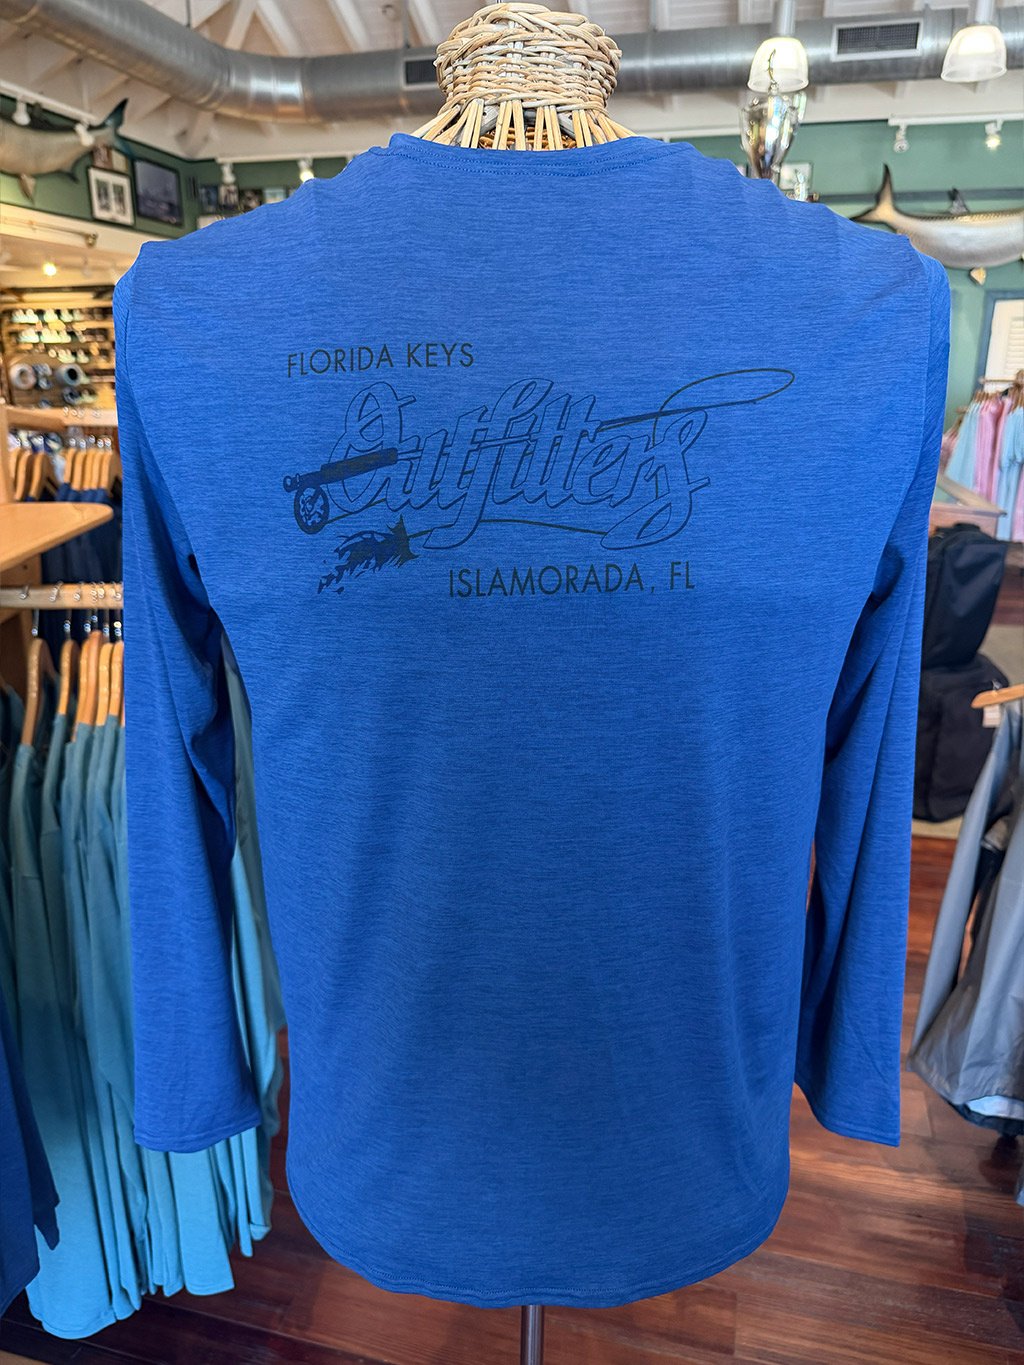 FLORIDA KEYS
Outfitters
ISLAMORADA, FL